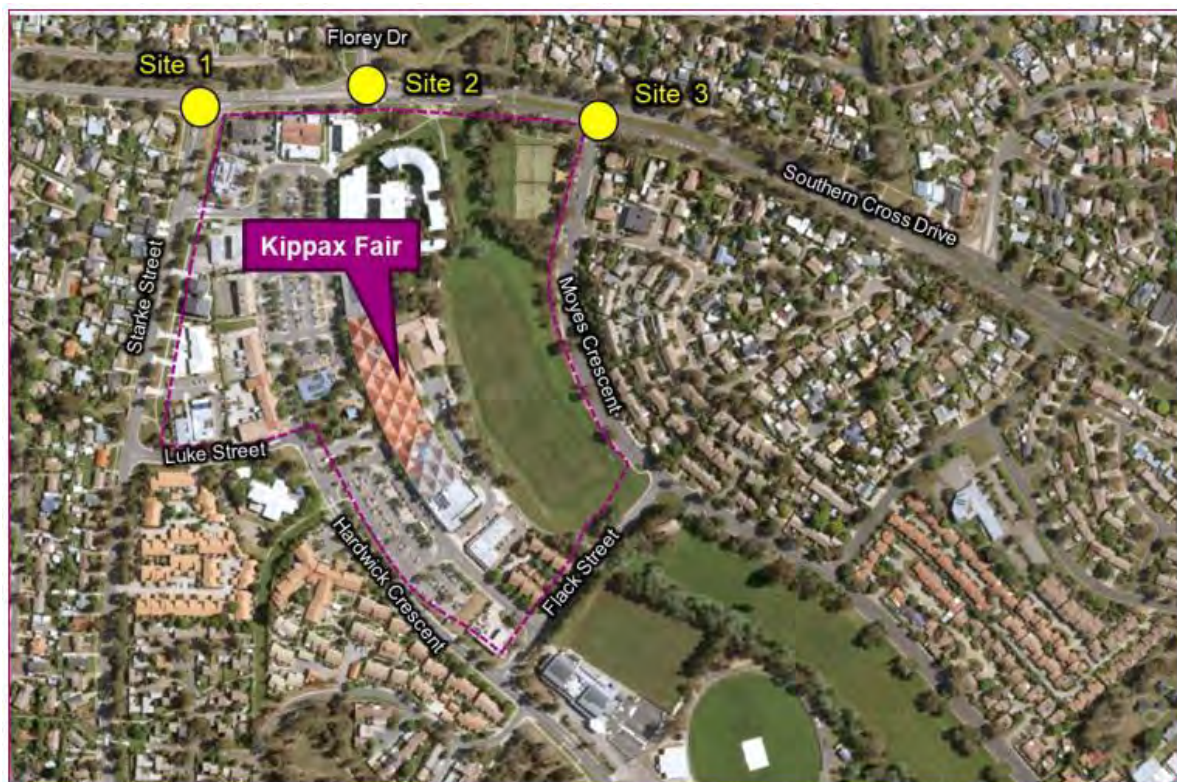 Florey Dr
Site 1
Site 2
Site 3
Southern Cross Drive
Kippax Fair
Starke Street
Moyes Crescent
Luke Street
Hardwick Crescent
Flack Street